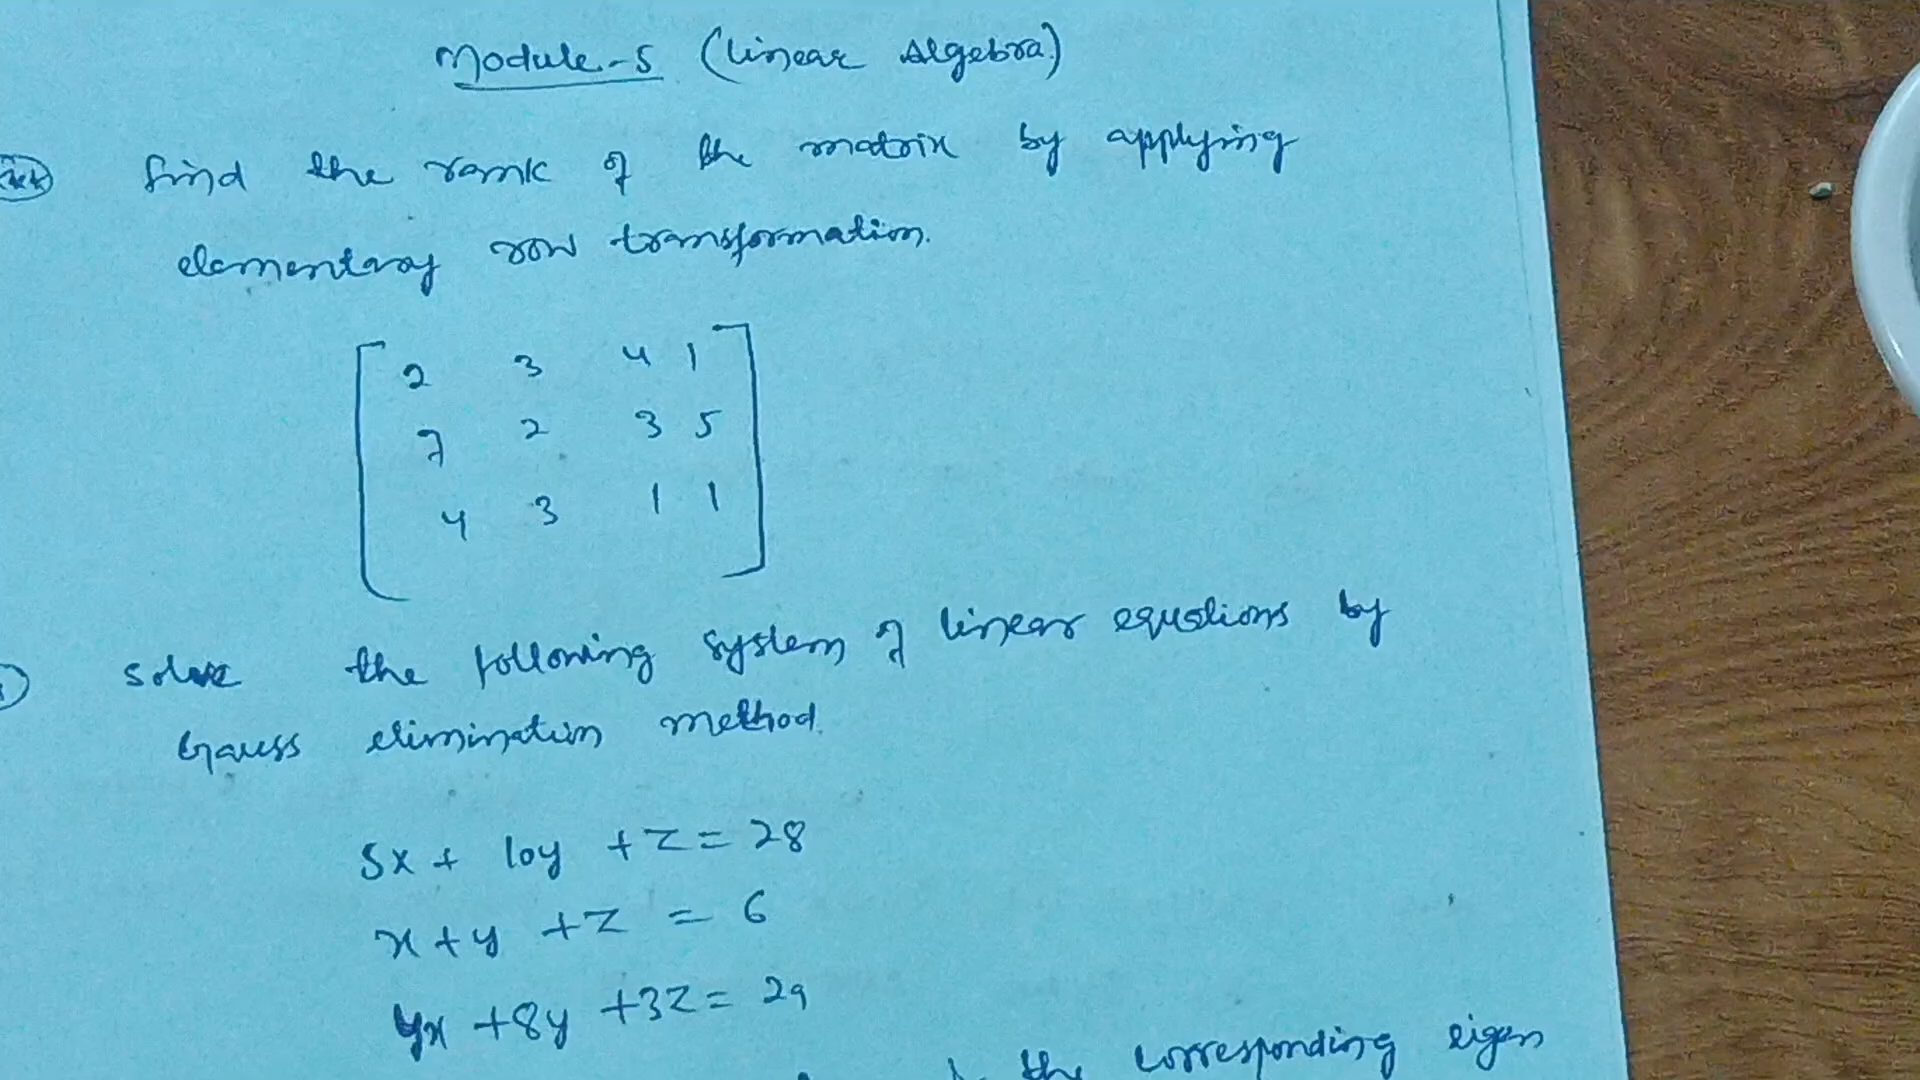 Module-5 (Linear Algebra)
find the rank of the matrix by applying
elementary row transformation.
2 3 4 1
7 2 3 5
4 3 1 1
solve the following system of linear equations by
Gauss elimination method.
5x + 10y + z = 28
x + y + z = 6
4x + 8y + 3z = 29
the corresponding eigen